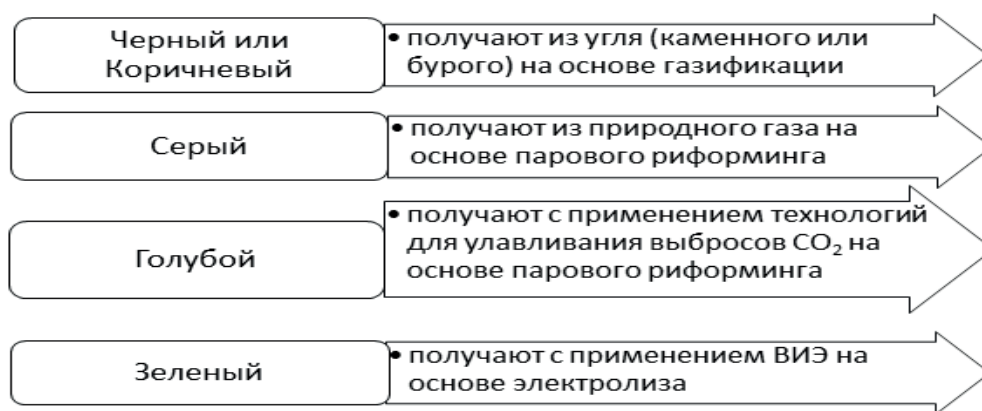 Черный или
Коричневый
• получают из угля (каменного или
бурого) на основе газификации
Серый
• получают из природного газа на
основе парового риформинга
Голубой
• получают с применением технологий
для улавливания выбросов CO₂ на
основе парового риформинга
Зеленый
• получают с применением ВИЭ на
основе электролиза